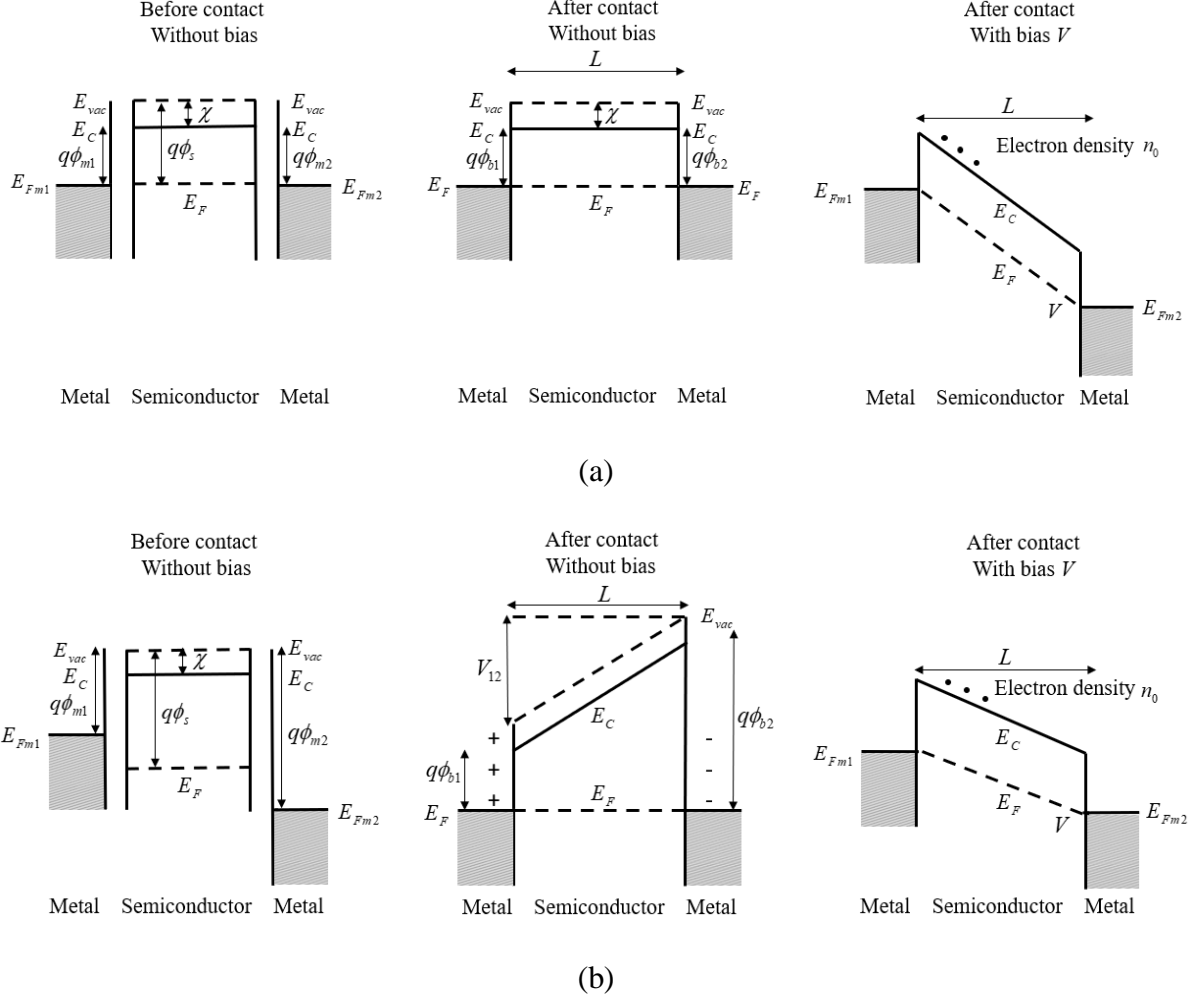 Before contact
Without bias
After contact
Without bias
After contact
With bias V
L
L
E_vac
χ
E_vac
E_C
E_C
qϕ_m1
qϕ_s
qϕ_m2
E_Fm1
E_F
E_Fm2
E_vac
χ
E_vac
E_C
E_C
qϕ_b1
qϕ_b2
E_F
E_F
E_F
Electron density n_0
E_Fm1
E_C
E_F
V
E_Fm2
Metal Semiconductor Metal
Metal Semiconductor Metal
Metal Semiconductor Metal
(a)
Before contact
Without bias
After contact
Without bias
After contact
With bias V
E_vac
χ
E_vac
E_C
E_C
qϕ_m1
qϕ_s
qϕ_m2
E_Fm1
E_F
E_Fm2
L
E_vac
V_12
E_C
qϕ_b2
+ -
qϕ_b1
+ -
E_F
+ -
E_F
L
Electron density n_0
E_C
E_Fm1
E_F
V
E_Fm2
Metal Semiconductor Metal
Metal Semiconductor Metal
Metal Semiconductor Metal
(b)